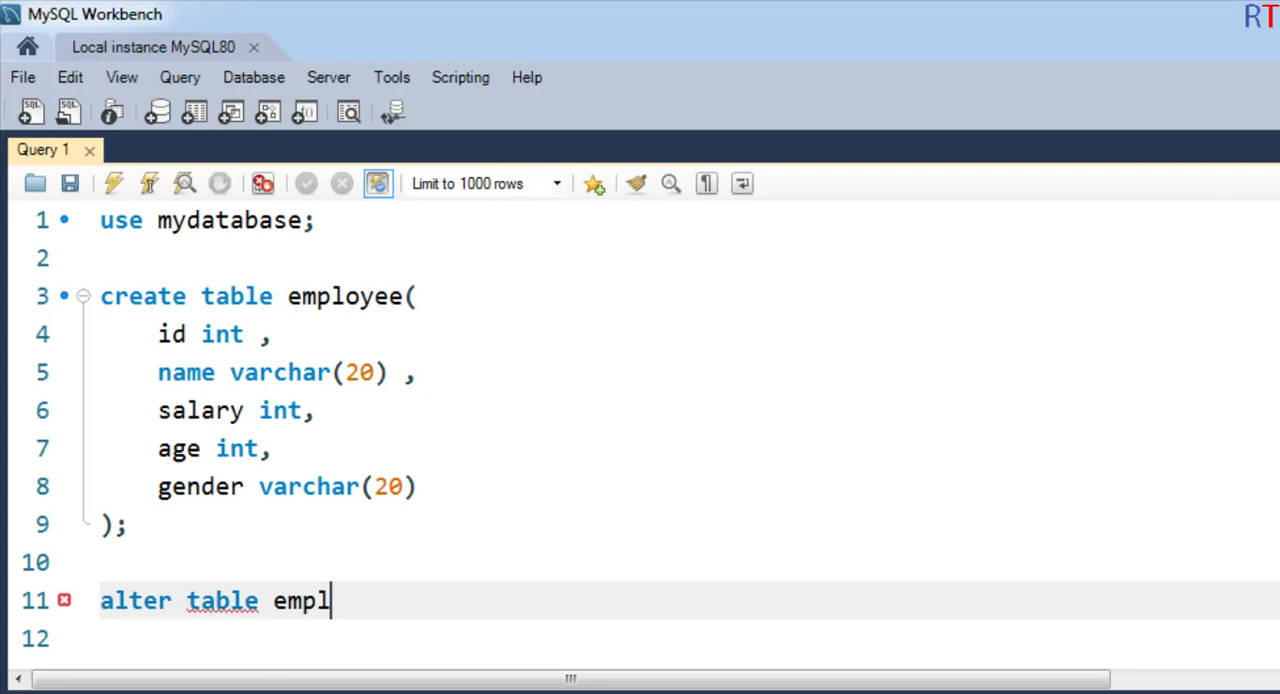 MySQL Workbench
RT
Local instance MySQL80
File Edit View Query Database Server Tools Scripting Help
SQL SQL
Query 1
Limit to 1000 rows
1 use mydatabase;
2
3 create table employee(
4 id int ,
5 name varchar(20) ,
6 salary int,
7 age int,
8 gender varchar(20)
9 );
10
11 alter table empl
12